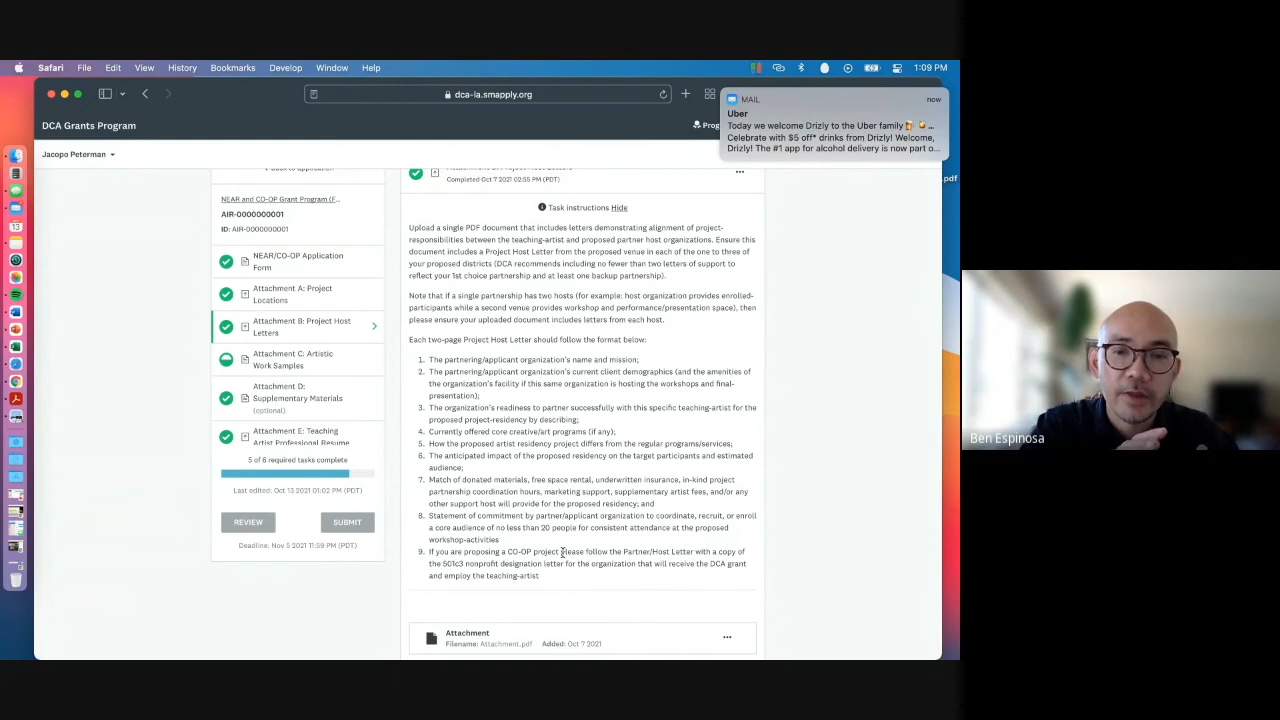 Safari File Edit View History Bookmarks Develop Window Help
1:09 PM
dca-la.smapply.org
MAIL
now
Uber
Today we welcome Drizly to the Uber family 🍺 ...
Celebrate with $5 off* drinks from Drizly! Welcome,
Drizly! The #1 app for alcohol delivery is now part o...
DCA Grants Program
Prog
Jacopo Peterman
.pdf
NEAR and CO-OP Grant Program (F...
AIR-0000000001
ID: AIR-0000000001
NEAR/CO-OP Application
Form
Attachment A: Project
Locations
Attachment B: Project Host
Letters
Attachment C: Artistic
Work Samples
Attachment D:
Supplementary Materials
(optional)
Attachment E: Teaching
Artist Professional Resume
5 of 6 required tasks complete
Last edited: Oct 13 2021 01:02 PM (PDT)
REVIEW
SUBMIT
Deadline: Nov 5 2021 11:59 PM (PDT)
Completed Oct 7 2021 02:55 PM (PDT)
Task instructions Hide
Upload a single PDF document that includes letters demonstrating alignment of project-
responsibilities between the teaching-artist and proposed partner host organizations. Ensure this
document includes a Project Host Letter from the proposed venue in each of the one to three of
your proposed districts (DCA recommends including no fewer than two letters of support to
reflect your 1st choice partnership and at least one backup partnership).
Note that if a single partnership has two hosts (for example: host organization provides enrolled-
participants while a second venue provides workshop and performance/presentation space), then
please ensure your uploaded document includes letters from each host.
Each two-page Project Host Letter should follow the format below:
1. The partnering/applicant organization's name and mission;
2. The partnering/applicant organization's current client demographics (and the amenities of
the organization's facility if this same organization is hosting the workshops and final-
presentation);
3. The organization's readiness to partner successfully with this specific teaching-artist for the
proposed project-residency by describing;
4. Currently offered core creative/art programs (if any);
5. How the proposed artist residency project differs from the regular programs/services;
6. The anticipated impact of the proposed residency on the target participants and estimated
audience;
7. Match of donated materials, free space rental, underwritten insurance, in-kind project
partnership coordination hours, marketing support, supplementary artist fees, and/or any
other support host will provide for the proposed residency; and
8. Statement of commitment by partner/applicant organization to coordinate, recruit, or enroll
a core audience of no less than 20 people for consistent attendance at the proposed
workshop-activities
9. If you are proposing a CO-OP project please follow the Partner/Host Letter with a copy of
the 501c3 nonprofit designation letter for the organization that will receive the DCA grant
and employ the teaching-artist
Attachment
Filename: Attachment.pdf Added: Oct 7 2021
Ben Espinosa